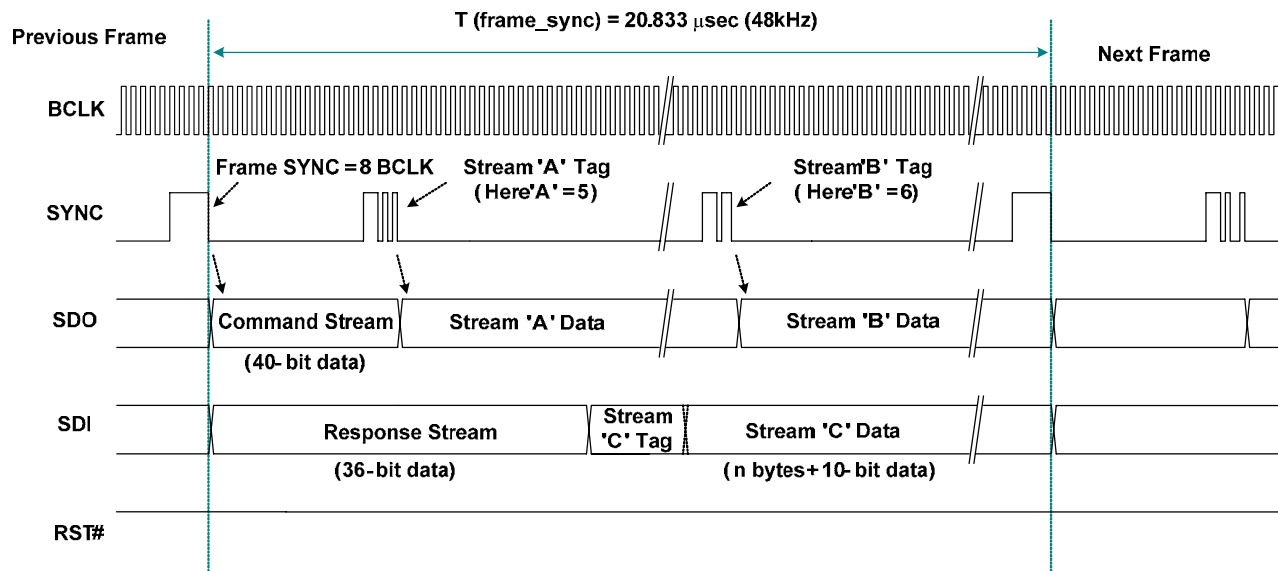 T (frame_sync) = 20.833 μsec (48kHz)
Previous Frame
Next Frame
BCLK
Frame SYNC = 8 BCLK
Stream 'A' Tag
(Here 'A' = 5)
Stream 'B' Tag
(Here 'B' = 6)
SYNC
SDO
Command Stream
Stream 'A' Data
Stream 'B' Data
(40-bit data)
SDI
Response Stream
Stream
'C' Tag
Stream 'C' Data
(36-bit data)
(n bytes+10-bit data)
RST#